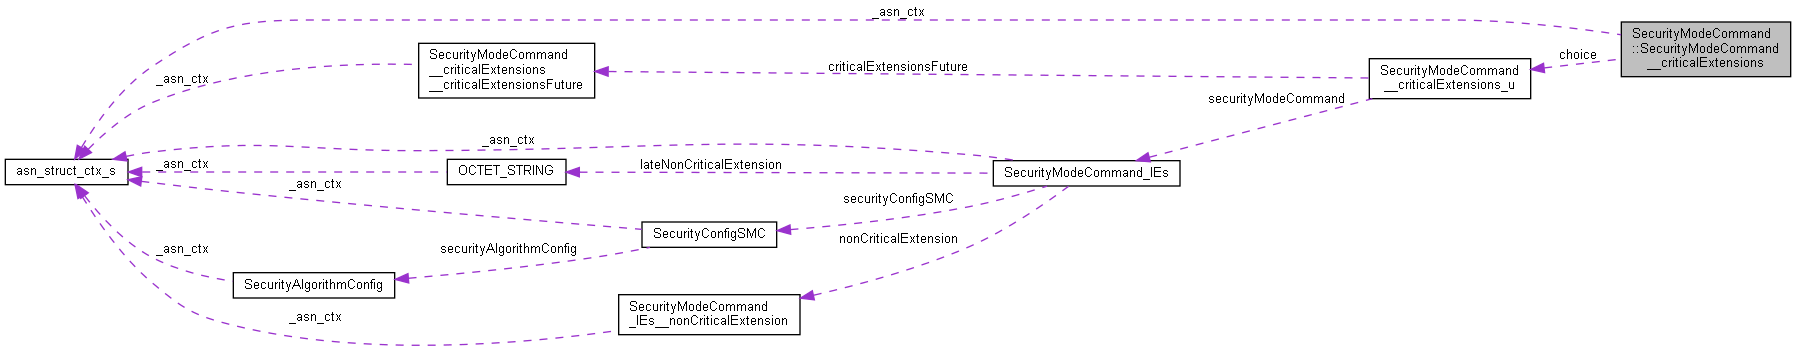 _asn_ctx
SecurityModeCommand
::SecurityModeCommand
__criticalExtensions
choice
SecurityModeCommand
__criticalExtensions_u
criticalExtensionsFuture
securityModeCommand
SecurityModeCommand
__criticalExtensions
__criticalExtensionsFuture
_asn_ctx
_asn_ctx
asn_struct_ctx_s
_asn_ctx
OCTET_STRING
lateNonCriticalExtension
SecurityModeCommand_IEs
_asn_ctx
securityConfigSMC
SecurityConfigSMC
nonCriticalExtension
_asn_ctx
securityAlgorithmConfig
SecurityAlgorithmConfig
_asn_ctx
SecurityModeCommand
_IEs__nonCriticalExtension